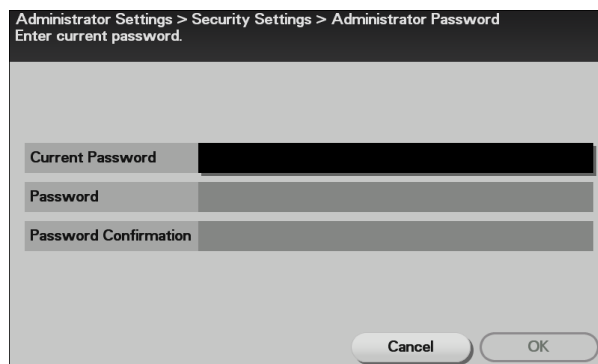 Administrator Settings > Security Settings > Administrator Password
Enter current password.
Current Password
Password
Password Confirmation
Cancel
OK